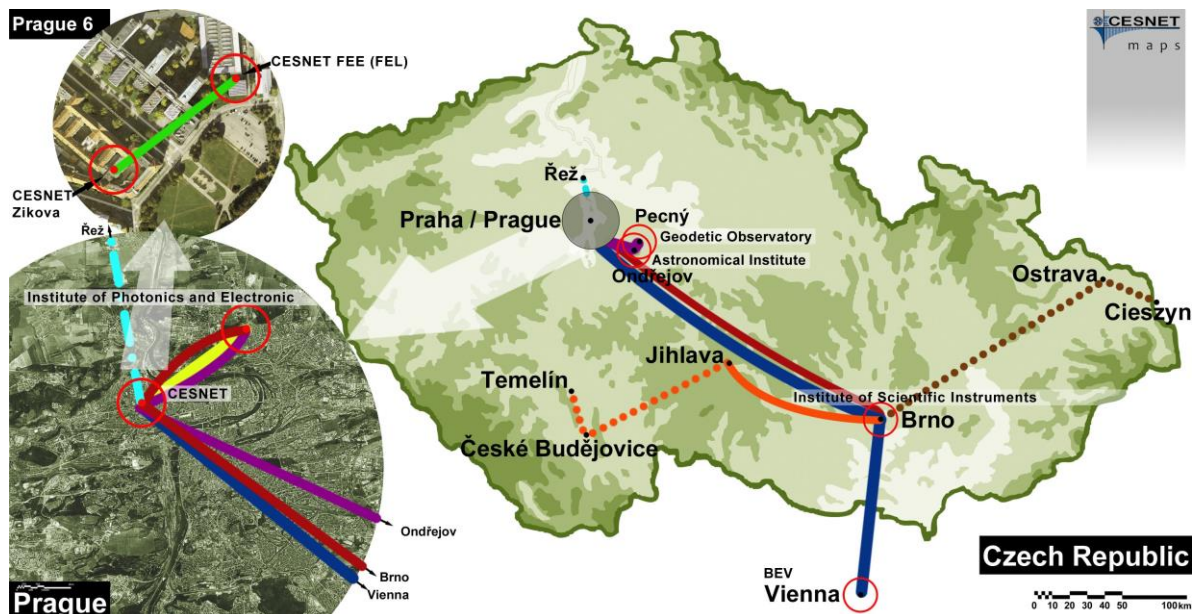 Prague 6
CESNET FEE (FEL)
CESNET
Zikova
Řež
Institute of Photonics and Electronic
CESNET
Ondřejov
Brno
Vienna
Prague
CESNET
maps
Řež
Praha / Prague
Pecný
Geodetic Observatory
Astronomical Institute
Ondřejov
Ostrava
Cieszyn
Jihlava
Temelín
Institute of Scientific Instruments
Brno
České Budějovice
BEV
Vienna
Czech Republic
0 10 20 30 40 50 100km